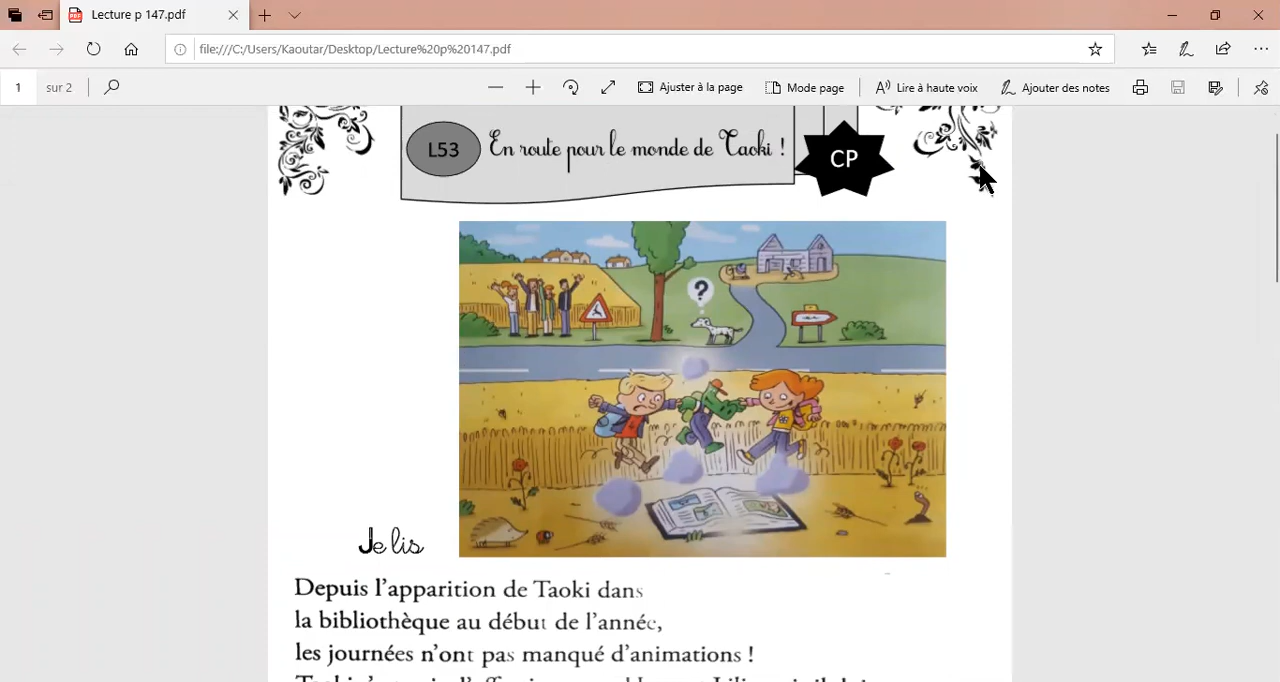 Lecture p 147.pdf
file:///C:/Users/Kaoutar/Desktop/Lecture%20p%20147.pdf
1 sur 2 Ajuster à la page Mode page Lire à haute voix Ajouter des notes
L53 En route pour le monde de Taoki ! CP
?
Je lis
Depuis l'apparition de Taoki dans
la bibliothèque au début de l'année,
les journées n'ont pas manqué d'animations !